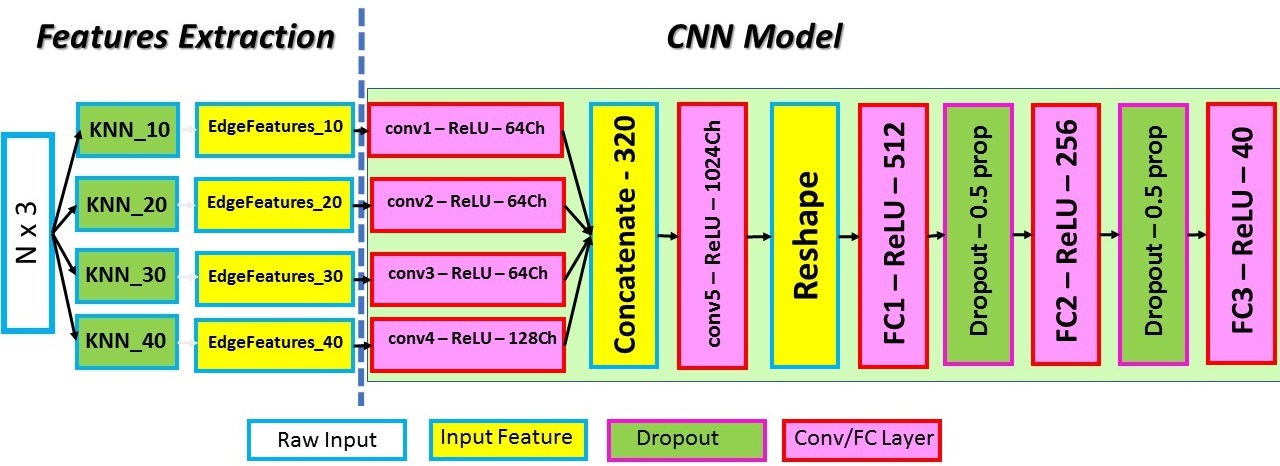 Features Extraction
CNN Model
N x 3
KNN_10
KNN_20
KNN_30
KNN_40
EdgeFeatures_10
EdgeFeatures_20
EdgeFeatures_30
EdgeFeatures_40
conv1 – ReLU – 64Ch
conv2 – ReLU – 64Ch
conv3 – ReLU – 64Ch
conv4 – ReLU – 128Ch
Concatenate - 320
conv5 – ReLU – 1024Ch
Reshape
FC1 – ReLU – 512
Dropout – 0.5 prop
FC2 – ReLU – 256
Dropout – 0.5 prop
FC3 – ReLU – 40
Raw Input
Input Feature
Dropout
Conv/FC Layer